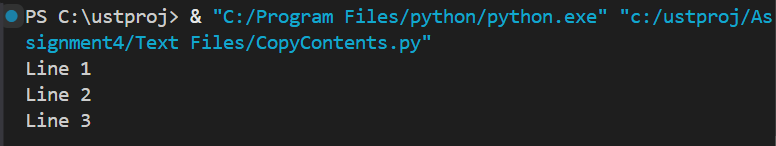 PS C:\ustproj> & "C:/Program Files/python/python.exe" "c:/ustproj/As
signment4/Text Files/CopyContents.py"
Line 1
Line 2
Line 3